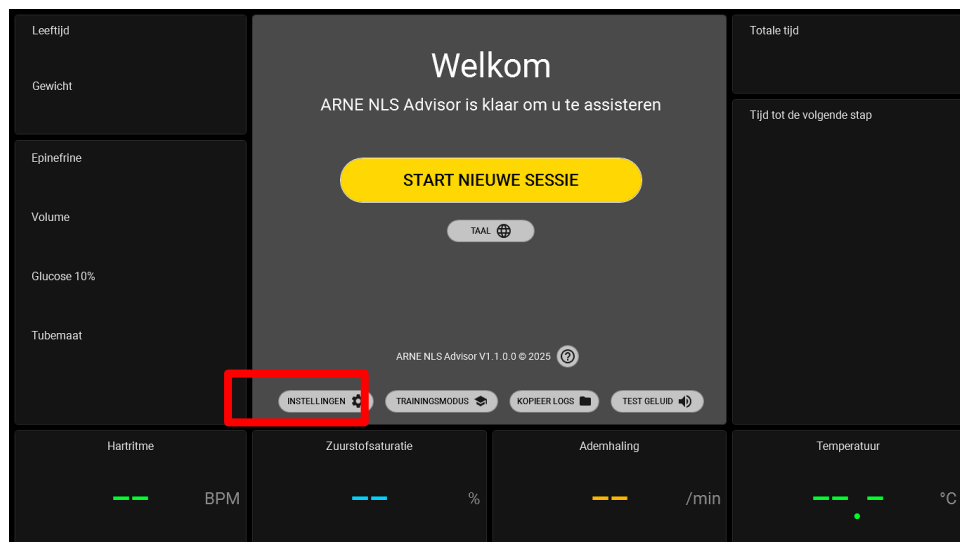 Leeftijd
Gewicht
Epinefrine
Volume
Glucose 10%
Tubemaat
Welkom
ARNE NLS Advisor is klaar om u te assisteren
START NIEUWE SESSIE
TAAL
ARNE NLS Advisor V1.1.0.0 © 2025 ?
INSTELLINGEN TRAININGSMODUS KOPIEER LOGS TEST GELUID
Totale tijd
Tijd tot de volgende stap
Hartritme
-- BPM
Zuurstofsaturatie
-- %
Ademhaling
-- /min
Temperatuur
--.- °C